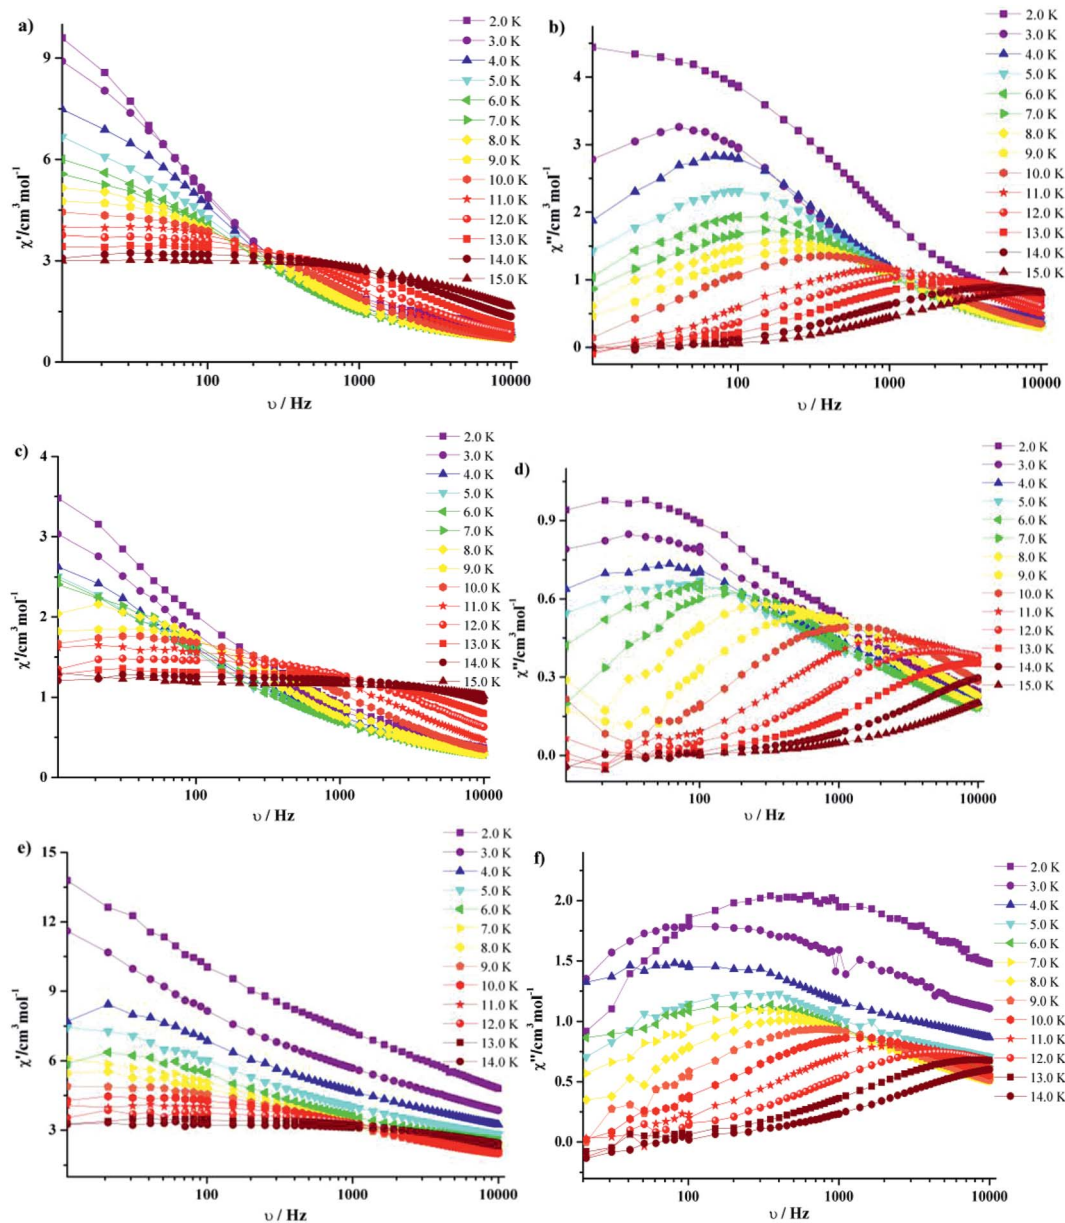 a)
9
6
3
0
χ'/cm³mol⁻¹
100
1000
10000
υ / Hz
2.0 K
3.0 K
4.0 K
5.0 K
6.0 K
7.0 K
8.0 K
9.0 K
10.0 K
11.0 K
12.0 K
13.0 K
14.0 K
15.0 K
b)
4
3
2
1
0
χ''/cm³mol⁻¹
100
1000
10000
υ / Hz
2.0 K
3.0 K
4.0 K
5.0 K
6.0 K
7.0 K
8.0 K
9.0 K
10.0 K
11.0 K
12.0 K
13.0 K
14.0 K
15.0 K
c)
4
3
2
1
0
χ'/cm³mol⁻¹
100
1000
10000
υ / Hz
2.0 K
3.0 K
4.0 K
5.0 K
6.0 K
7.0 K
8.0 K
9.0 K
10.0 K
11.0 K
12.0 K
13.0 K
14.0 K
15.0 K
d)
0.9
0.6
0.3
0.0
χ''/cm³mol⁻¹
100
1000
10000
υ / Hz
2.0 K
3.0 K
4.0 K
5.0 K
6.0 K
7.0 K
8.0 K
9.0 K
10.0 K
11.0 K
12.0 K
13.0 K
14.0 K
15.0 K
e)
15
12
9
6
3
χ'/cm³mol⁻¹
100
1000
10000
υ / Hz
2.0 K
3.0 K
4.0 K
5.0 K
6.0 K
7.0 K
8.0 K
9.0 K
10.0 K
11.0 K
12.0 K
13.0 K
14.0 K
f)
2.0
1.5
1.0
0.5
0.0
χ''/cm³mol⁻¹
100
1000
10000
υ / Hz
2.0 K
3.0 K
4.0 K
5.0 K
6.0 K
7.0 K
8.0 K
9.0 K
10.0 K
11.0 K
12.0 K
13.0 K
14.0 K